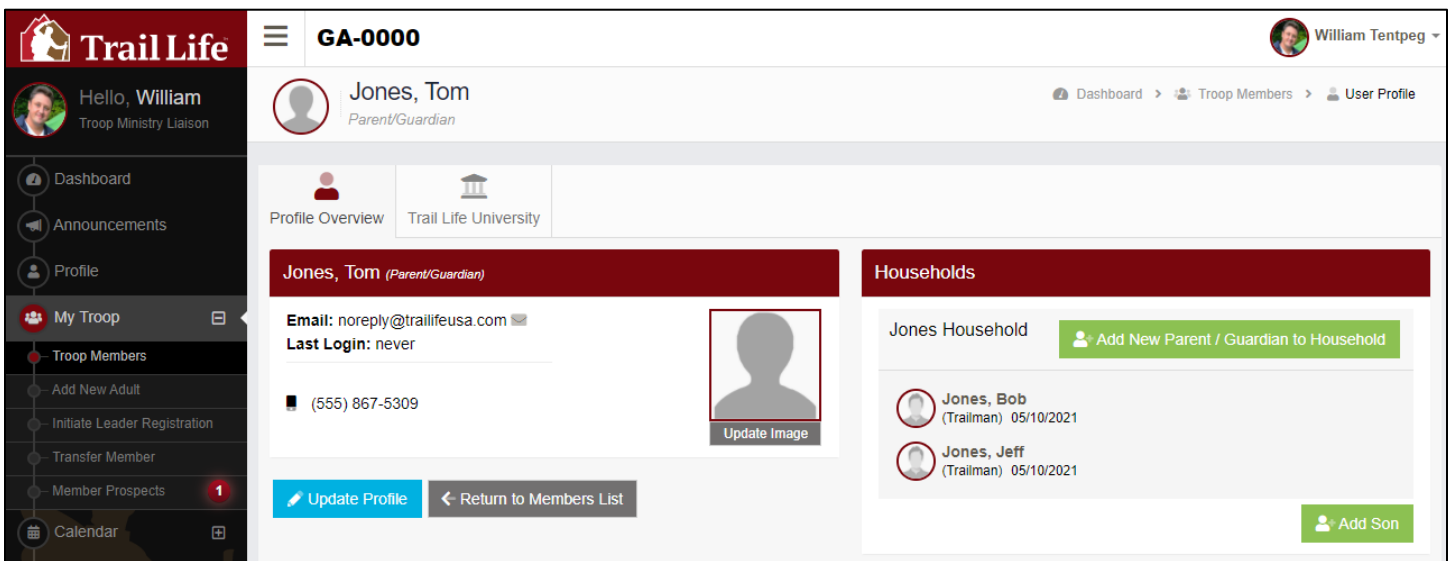 Trail Life
GA-0000
William Tentpeg
Hello, William
Troop Ministry Liaison
Jones, Tom
Parent/Guardian
Dashboard > Troop Members > User Profile
Dashboard
Announcements
Profile
My Troop
Troop Members
Add New Adult
Initiate Leader Registration
Transfer Member
Member Prospects 1
Calendar
Profile Overview
Trail Life University
Jones, Tom (Parent/Guardian)
Email: noreply@trailifeusa.com
Last Login: never
(555) 867-5309
Update Image
Update Profile
Return to Members List
Households
Jones Household
Add New Parent / Guardian to Household
Jones, Bob
(Trailman) 05/10/2021
Jones, Jeff
(Trailman) 05/10/2021
Add Son